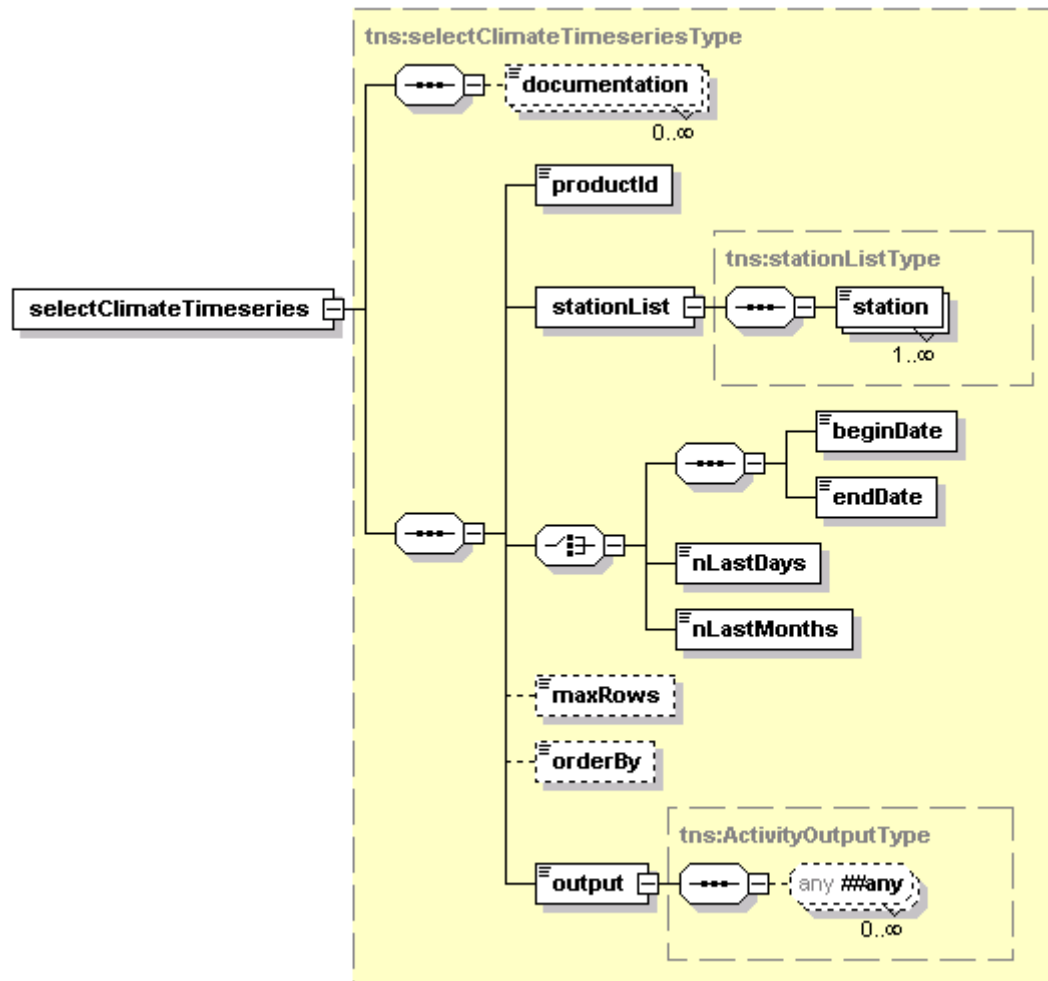 tns:selectClimateTimeseriesType
documentation
0..∞
productId
tns:stationListType
selectClimateTimeseries
stationList
station
1..∞
beginDate
endDate
nLastDays
nLastMonths
maxRows
orderBy
tns:ActivityOutputType
output
any ##any
0..∞